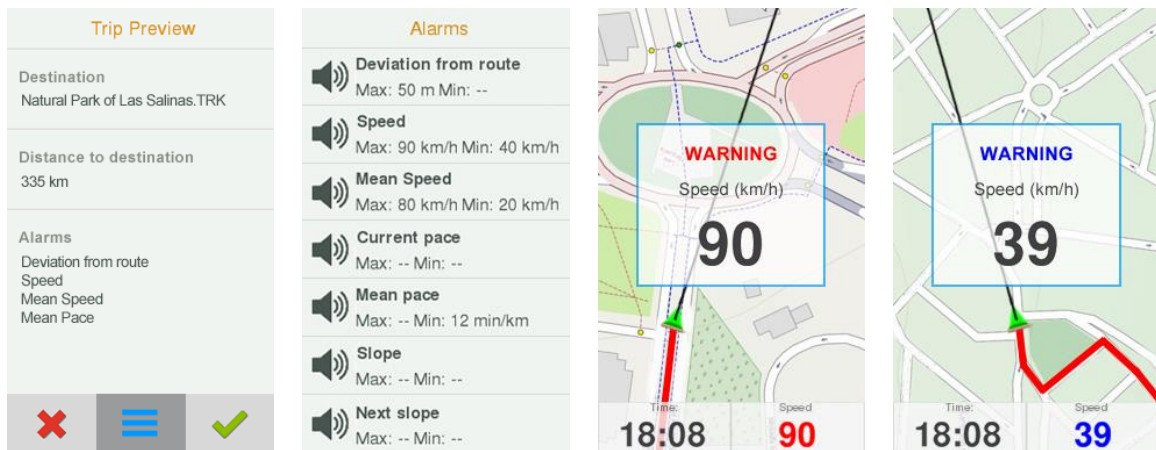 Trip Preview
Destination
Natural Park of Las Salinas.TRK
Distance to destination
335 km
Alarms
Deviation from route
Speed
Mean Speed
Mean Pace
Alarms
Deviation from route
Max: 50 m Min: --
Speed
Max: 90 km/h Min: 40 km/h
Mean Speed
Max: 80 km/h Min: 20 km/h
Current pace
Max: -- Min: --
Mean pace
Max: -- Min: 12 min/km
Slope
Max: -- Min: --
Next slope
Max: -- Min: --
WARNING
Speed (km/h)
90
Time:
Speed
18:08
90
WARNING
Speed (km/h)
39
Time:
Speed
18:08
39